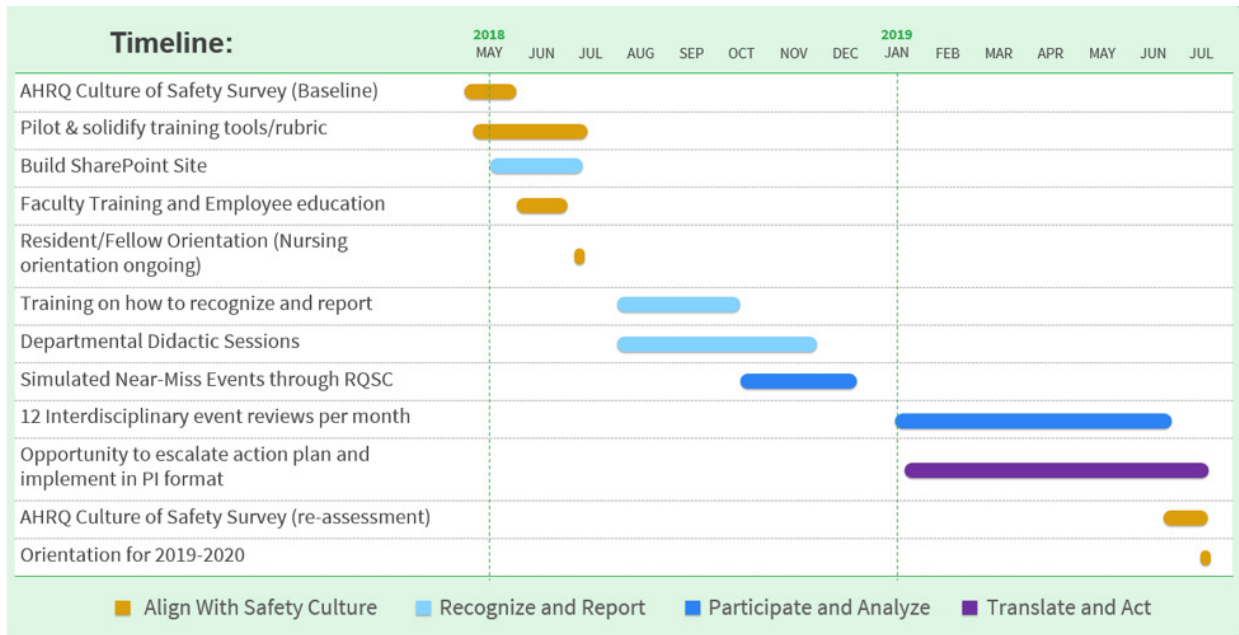 Timeline:
2018
2019
MAY JUN JUL AUG SEP OCT NOV DEC JAN FEB MAR APR MAY JUN JUL
AHRQ Culture of Safety Survey (Baseline)
Pilot & solidify training tools/rubric
Build SharePoint Site
Faculty Training and Employee education
Resident/Fellow Orientation (Nursing
orientation ongoing)
Training on how to recognize and report
Departmental Didactic Sessions
Simulated Near-Miss Events through RQSC
12 Interdisciplinary event reviews per month
Opportunity to escalate action plan and
implement in PI format
AHRQ Culture of Safety Survey (re-assessment)
Orientation for 2019-2020
Align With Safety Culture Recognize and Report Participate and Analyze Translate and Act